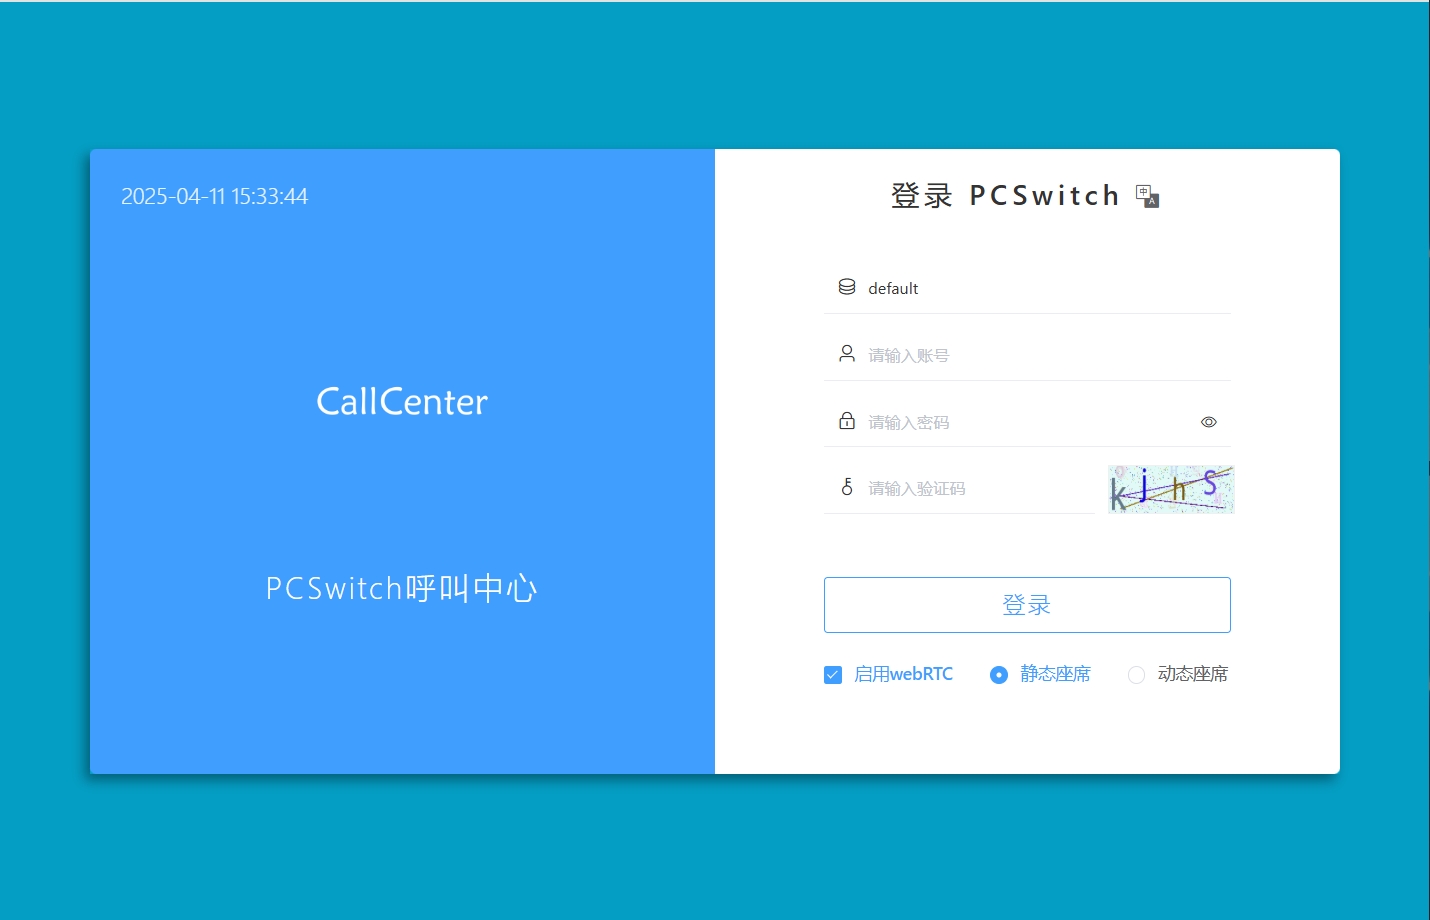 2025-04-11 15:33:44
CallCenter
PCSwitch呼叫中心
登录 PCSwitch
default
请输入账号
请输入密码
请输入验证码
登录
启用webRTC 静态座席 动态座席